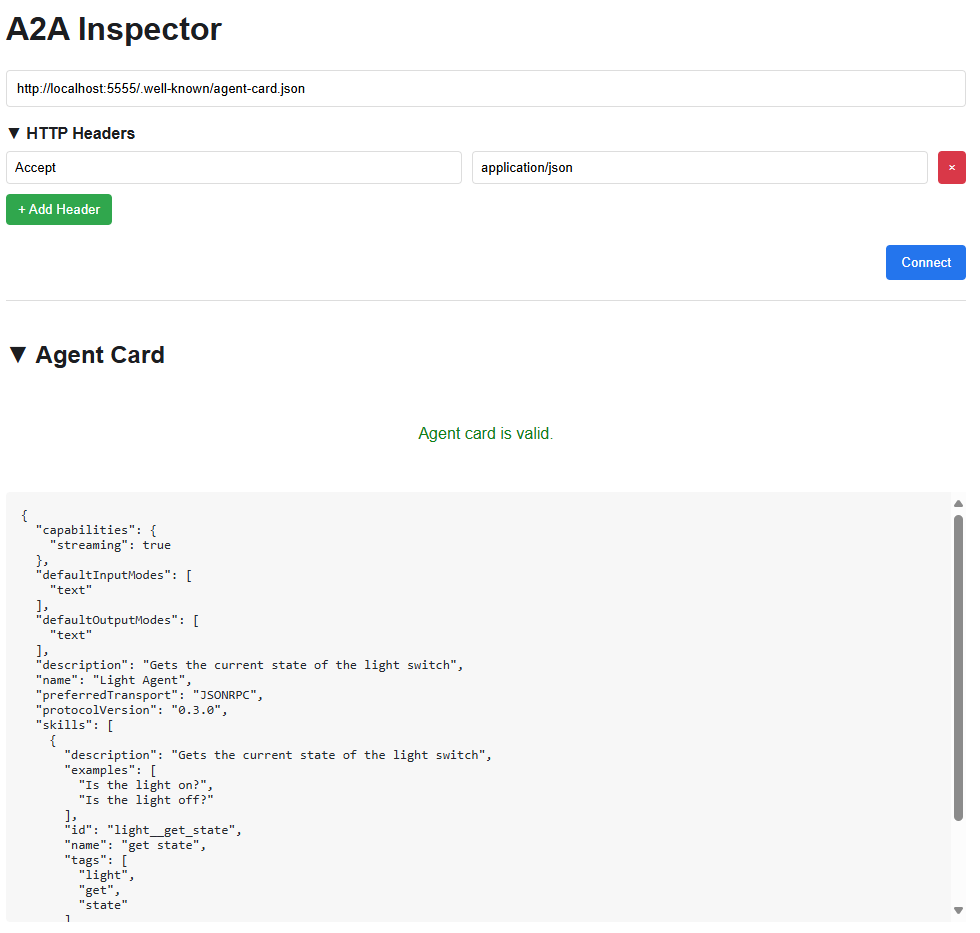 A2A Inspector
http://localhost:5555/.well-known/agent-card.json
▼ HTTP Headers
Accept
application/json
×
+ Add Header
Connect
▼ Agent Card
Agent card is valid.
{
  "capabilities": {
    "streaming": true
  },
  "defaultInputModes": [
    "text"
  ],
  "defaultOutputModes": [
    "text"
  ],
  "description": "Gets the current state of the light switch",
  "name": "Light Agent",
  "preferredTransport": "JSONRPC",
  "protocolVersion": "0.3.0",
  "skills": [
    {
      "description": "Gets the current state of the light switch",
      "examples": [
        "Is the light on?",
        "Is the light off?"
      ],
      "id": "light__get_state",
      "name": "get state",
      "tags": [
        "light",
        "get",
        "state"
      ]